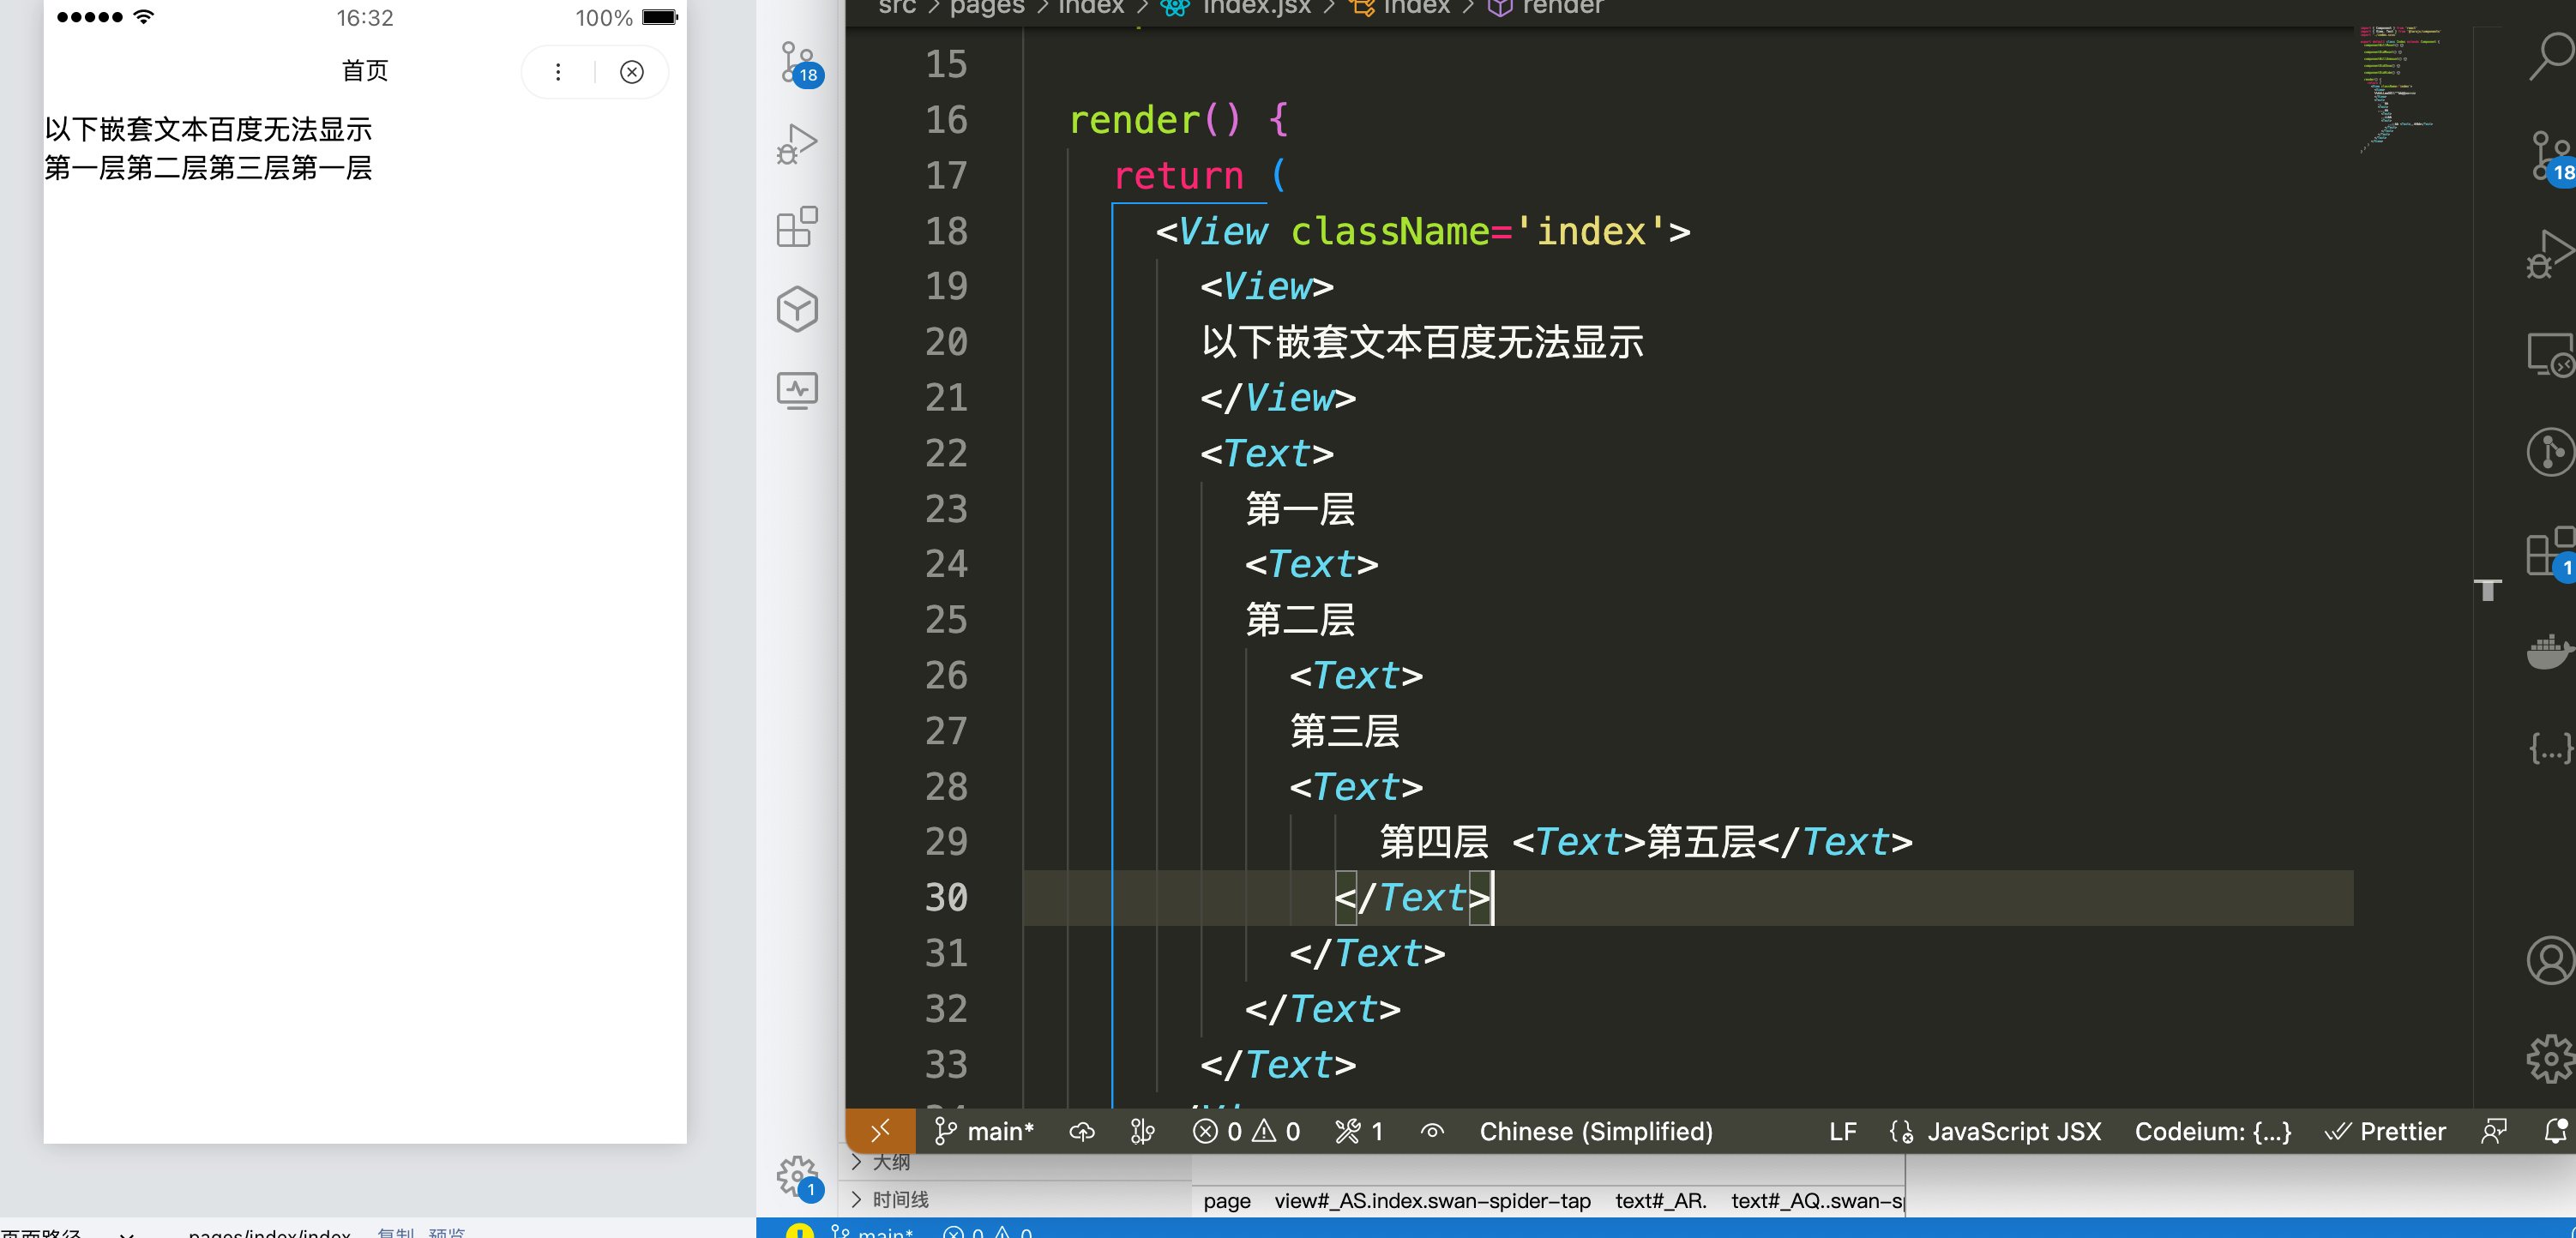 16:32
100%
首页
以下嵌套文本百度无法显示
第一层第二层第三层第一层
18
1
src > pages > index > index.jsx > index > render
15
16 render() {
17 return (
18 <View className='index'>
19 <View>
20 以下嵌套文本百度无法显示
21 </View>
22 <Text>
23 第一层
24 <Text>
25 第二层
26 <Text>
27 第三层
28 <Text>
29 第四层 <Text>第五层</Text>
30 </Text>
31 </Text>
32 </Text>
33 </Text>
18
1
main* 0 0 1 Chinese (Simplified) LF JavaScript JSX Codeium: {...} Prettier
大纲
时间线
page view#_AS.index.swan-spider-tap text#_AR. text#_AQ..swan-s
页面路径 pages/index/index 复制 预览
main* 0 0